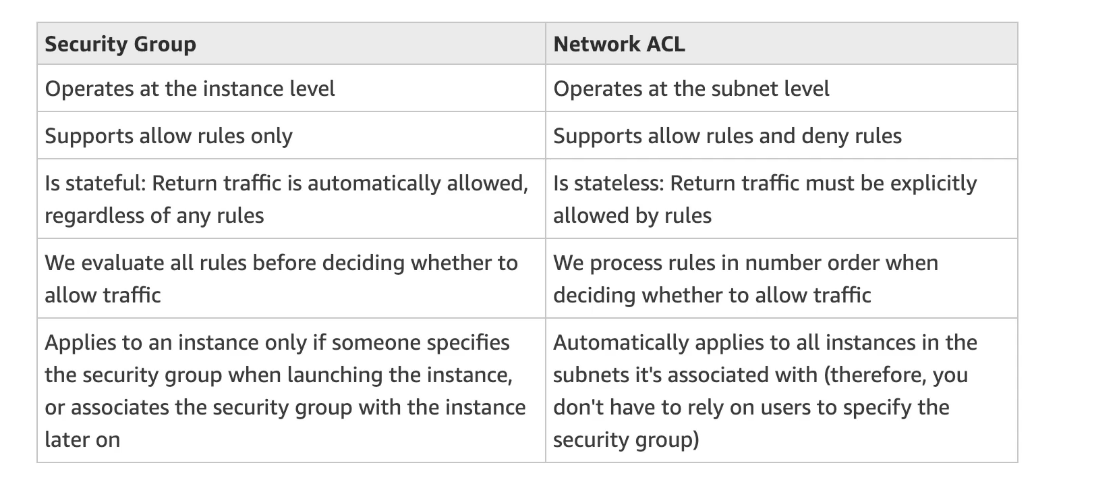 Security Group
Network ACL
Operates at the instance level
Operates at the subnet level
Supports allow rules only
Supports allow rules and deny rules
Is stateful: Return traffic is automatically allowed,
regardless of any rules
Is stateless: Return traffic must be explicitly
allowed by rules
We evaluate all rules before deciding whether to
allow traffic
We process rules in number order when
deciding whether to allow traffic
Applies to an instance only if someone specifies
the security group when launching the instance,
or associates the security group with the instance
later on
Automatically applies to all instances in the
subnets it's associated with (therefore, you
don't have to rely on users to specify the
security group)